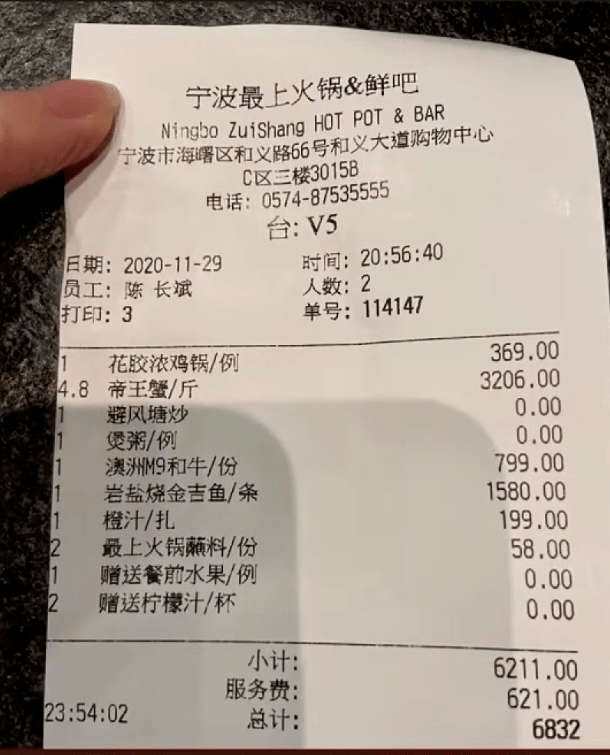 宁波最上火锅&鲜吧
Ningbo ZuiShang HOT POT & BAR
宁波市海曙区和义路66号和义大道购物中心
C区三楼3015B
电话: 0574-87535555
台: V5
日期: 2020-11-29 时间: 20:56:40
员工: 陈 长斌 人数: 2
打印: 3 单号: 114147
1 花胶浓鸡锅/例 369.00
4.8 帝王蟹/斤 3206.00
1 避风塘炒 0.00
1 煲粥/例 0.00
1 澳洲M9和牛/份 799.00
1 岩盐烧金吉鱼/条 1580.00
1 橙汁/扎 199.00
2 最上火锅蘸料/份 58.00
1 赠送餐前水果/例 0.00
2 赠送柠檬汁/杯 0.00
小计: 6211.00
服务费: 621.00
23:54:02 总计: 6832